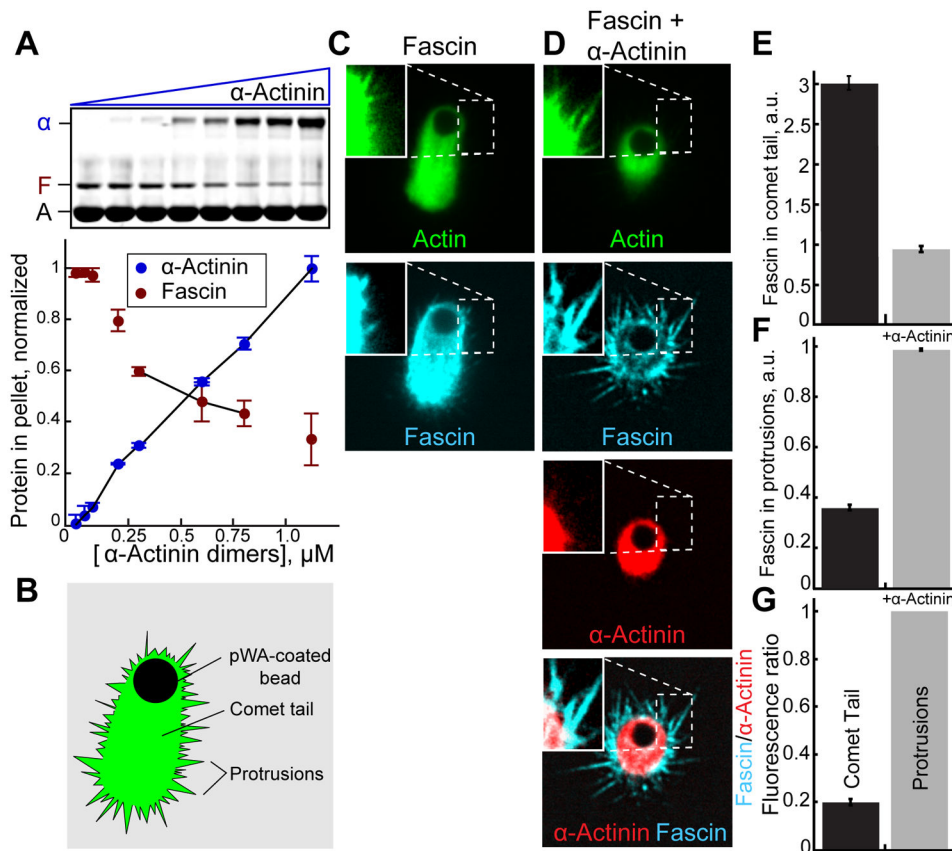 A
α-Actinin
α
F
A
Protein in pellet, normalized
1
0.8
0.6
0.4
0.2
0
α-Actinin
Fascin
0 0.25 0.5 0.75 1
[ α-Actinin dimers], μM
B
pWA-coated
bead
Comet tail
Protrusions
C
Fascin
Actin
Fascin
D
Fascin +
α-Actinin
Actin
Fascin
α-Actinin
α-Actinin Fascin
E
Fascin in comet tail, a.u.
3
2.5
2
1.5
1
0.5
0
+α-Actinin
F
Fascin in protrusions, a.u.
1
0.8
0.6
0.4
0.2
0
+α-Actinin
G
Fascin/α-Actinin
Fluorescence ratio
1
0.8
0.6
0.4
0.2
0
Comet Tail
Protrusions